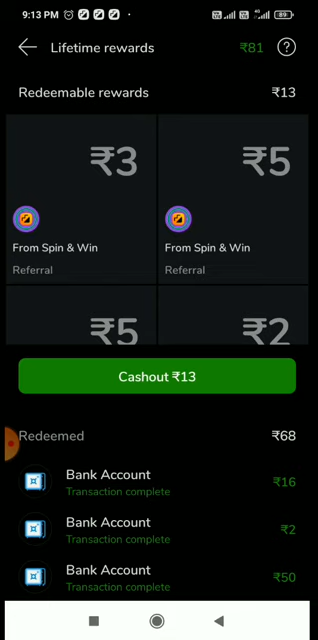 9:13 PM
4G
89
Lifetime rewards ₹81 ?
Redeemable rewards ₹13
₹3 ₹5
From Spin & Win From Spin & Win
Referral Referral
₹5 ₹2
Cashout ₹13
Redeemed ₹68
Bank Account
Transaction complete ₹16
Bank Account
Transaction complete ₹2
Bank Account
Transaction complete ₹50